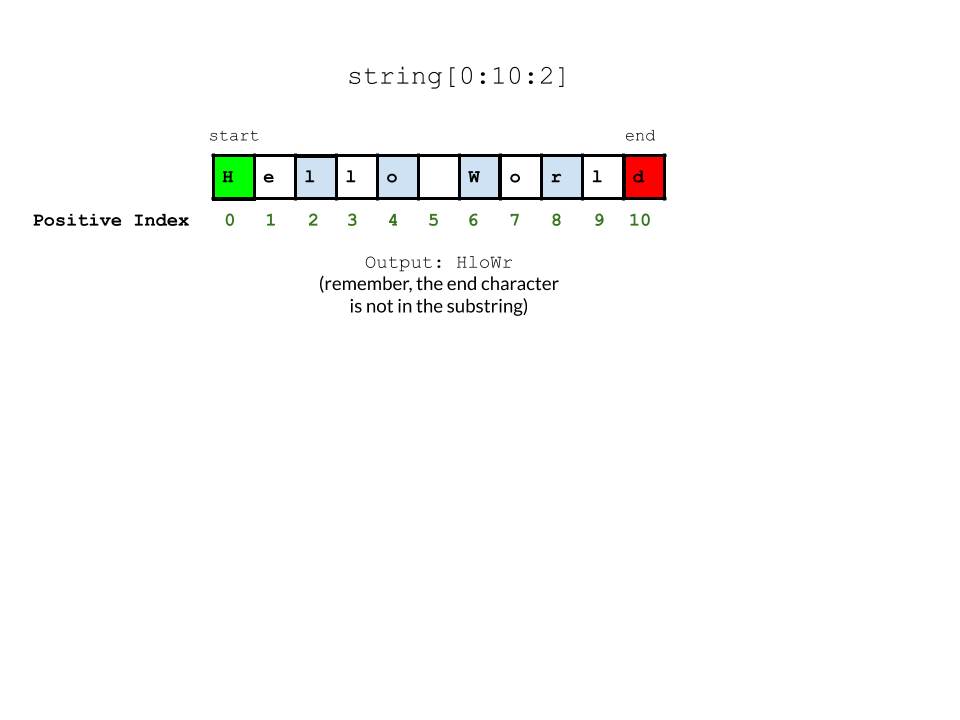 string[0:10:2]
start end
H e l l o W o r l d
Positive Index 0 1 2 3 4 5 6 7 8 9 10
Output: HloWr
(remember, the end character
is not in the substring)